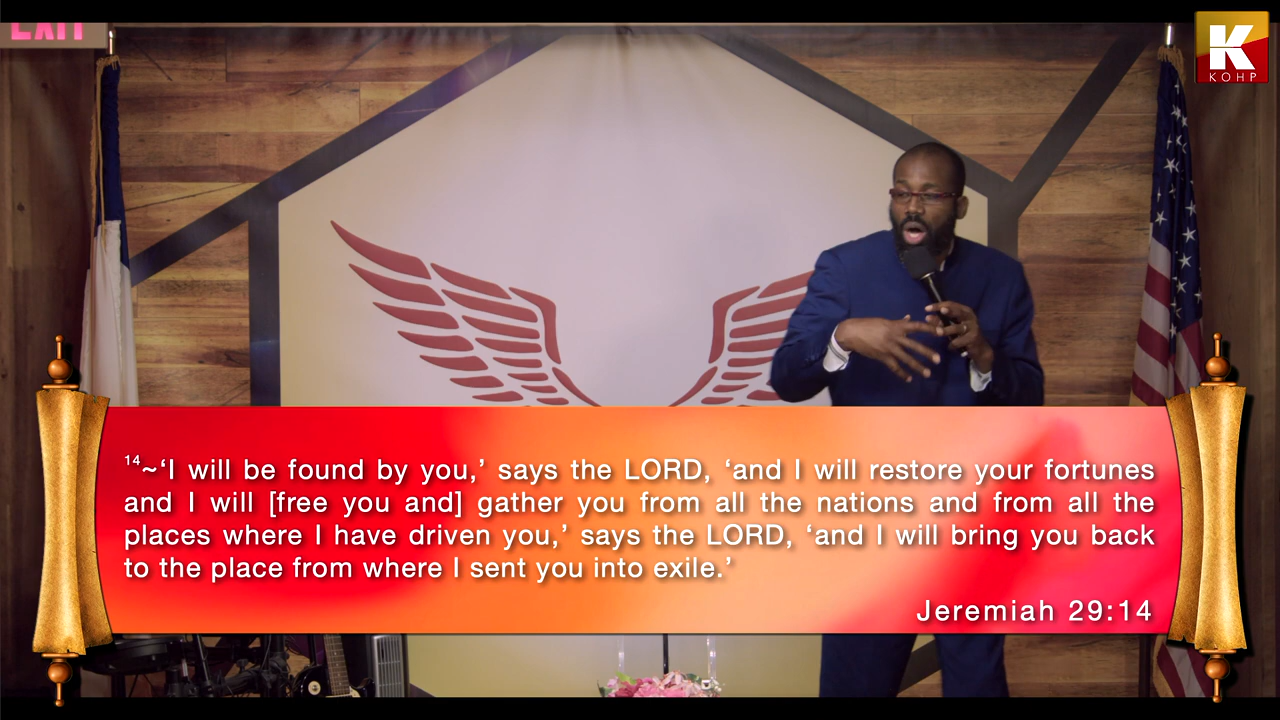 EXIT
K
KOHP
14~‘I will be found by you,’ says the LORD, ‘and I will restore your fortunes
and I will [free you and] gather you from all the nations and from all the
places where I have driven you,’ says the LORD, ‘and I will bring you back
to the place from where I sent you into exile.’
Jeremiah 29:14